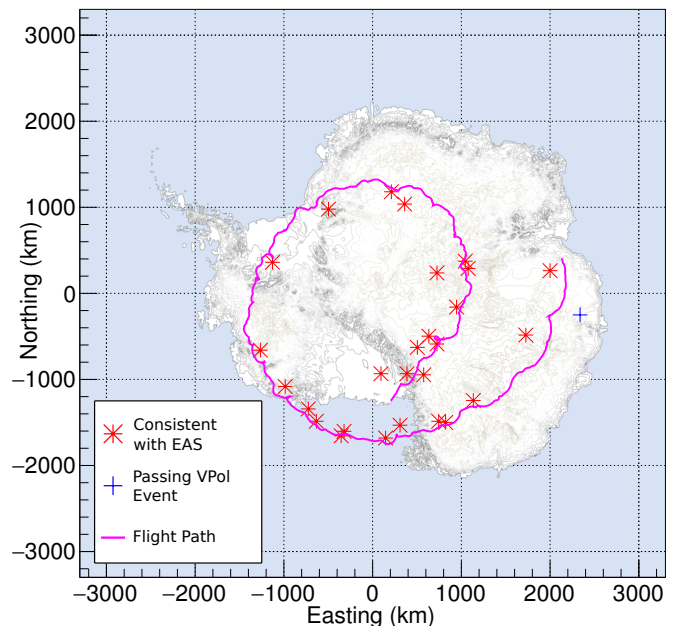 3000
2000
1000
0
−1000
−2000
−3000
Northing (km)
Consistent
with EAS
Passing VPol
Event
Flight Path
−3000 −2000 −1000 0 1000 2000 3000
Easting (km)